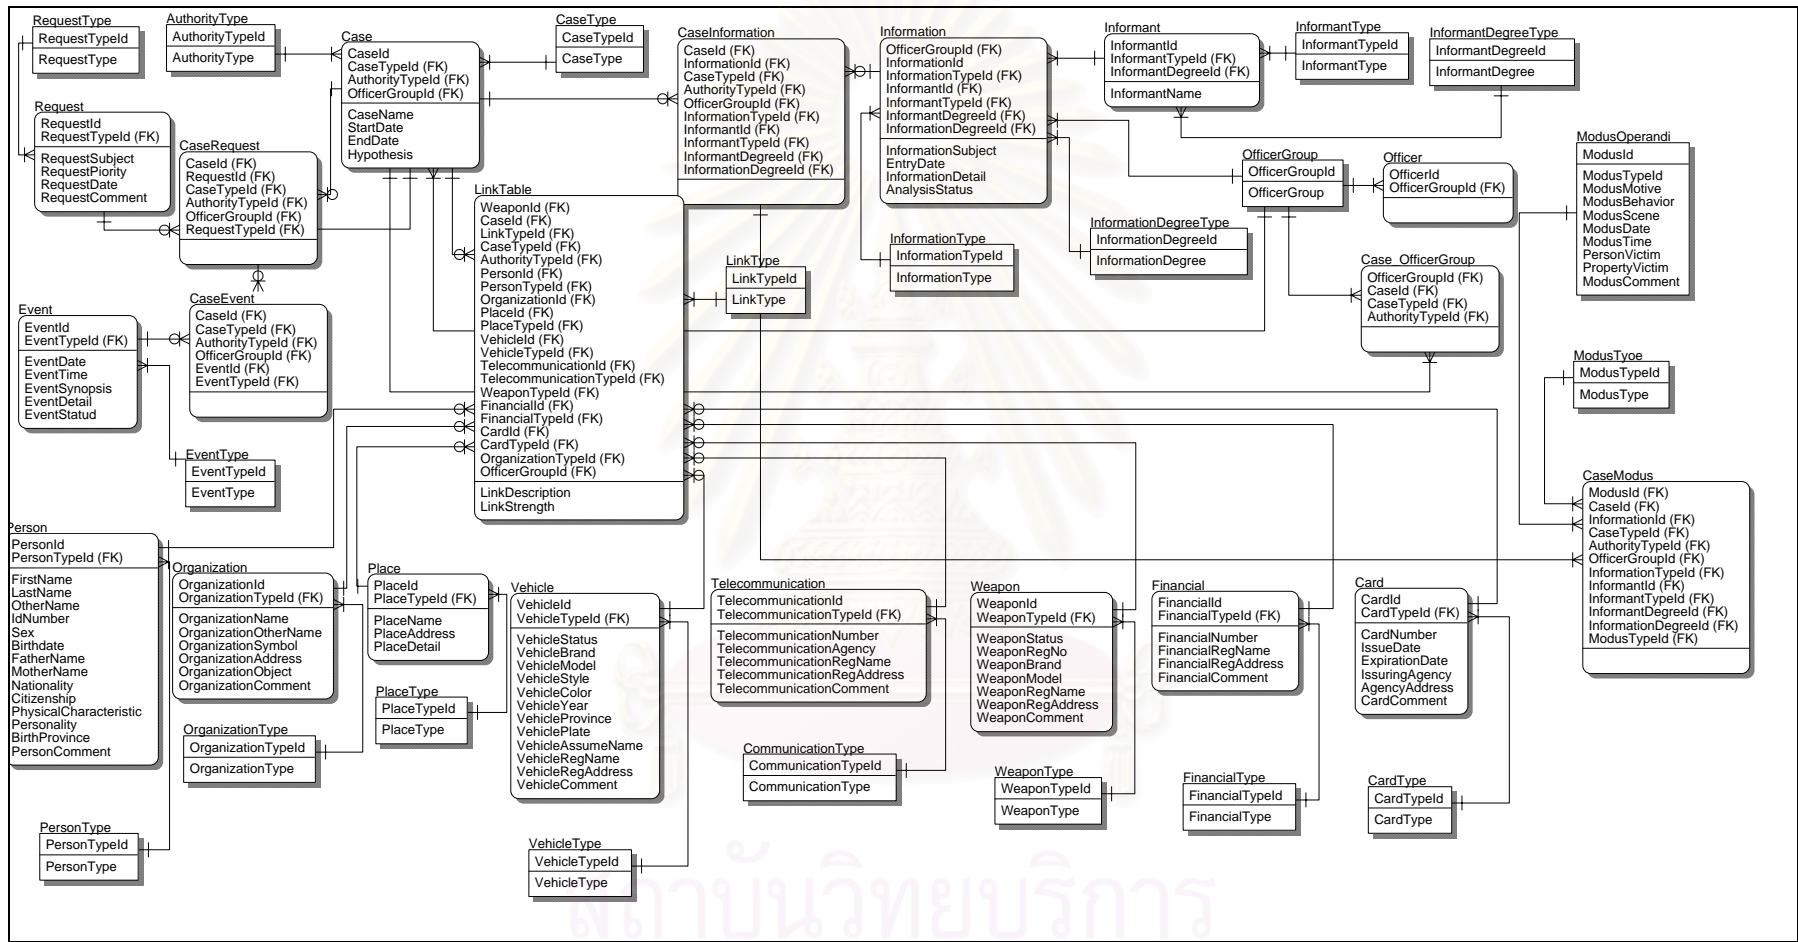 RequestType
RequestTypeId
RequestType
AuthorityType
AuthorityTypeId
AuthorityType
Case
CaseId
CaseTypeId (FK)
AuthorityTypeId (FK)
OfficerGroupId (FK)
CaseName
StartDate
EndDate
Hypothesis
CaseType
CaseTypeId
CaseType
CaseInformation
CaseId (FK)
InformationId (FK)
CaseTypeId (FK)
AuthorityTypeId (FK)
OfficerGroupId (FK)
InformationTypeId (FK)
InformantId (FK)
InformantTypeId (FK)
InformantDegreeId (FK)
InformationDegreeId (FK)
Information
OfficerGroupId (FK)
InformationId
InformationTypeId (FK)
InformantId (FK)
InformantTypeId (FK)
InformantDegreeId (FK)
InformationDegreeId (FK)
InformationSubject
EntryDate
InformationDetail
AnalysisStatus
Informant
InformantId
InformantTypeId (FK)
InformantDegreeId (FK)
InformantName
InformantType
InformantTypeId
InformantType
InformantDegreeType
InformantDegreeId
InformantDegree
Request
RequestId
RequestTypeId (FK)
RequestSubject
RequestPiority
RequestDate
RequestComment
CaseRequest
CaseId (FK)
RequestId (FK)
CaseTypeId (FK)
AuthorityTypeId (FK)
OfficerGroupId (FK)
RequestTypeId (FK)
LinkTable
WeaponId (FK)
CaseId (FK)
LinkTypeId (FK)
CaseTypeId (FK)
AuthorityTypeId (FK)
PersonId (FK)
PersonTypeId (FK)
OrganizationId (FK)
PlaceId (FK)
PlaceTypeId (FK)
VehicleId (FK)
VehicleTypeId (FK)
TelecommunicationId (FK)
TelecommunicationTypeId (FK)
WeaponTypeId (FK)
FinancialId (FK)
FinancialTypeId (FK)
CardId (FK)
CardTypeId (FK)
OrganizationTypeId (FK)
OfficerGroupId (FK)
LinkDescription
LinkStrength
LinkType
LinkTypeId
LinkType
InformationType
InformationTypeId
InformationType
InformationDegreeType
InformationDegreeId
InformationDegree
OfficerGroup
OfficerGroupId
OfficerGroup
Officer
OfficerId
OfficerGroupId (FK)
ModusOperandi
ModusId
ModusTypeId
ModusMotive
ModusBehavior
ModusScene
ModusDate
ModusTime
PersonVictim
PropertyVictim
ModusComment
Case_OfficerGroup
OfficerGroupId (FK)
CaseId (FK)
CaseTypeId (FK)
AuthorityTypeId (FK)
Event
EventId
EventTypeId (FK)
EventDate
EventTime
EventSynopsis
EventDetail
EventStatud
CaseEvent
CaseId (FK)
CaseTypeId (FK)
AuthorityTypeId (FK)
OfficerGroupId (FK)
EventId (FK)
EventTypeId (FK)
EventType
EventTypeId
EventType
ModusTyoe
ModusTypeId
ModusType
CaseModus
ModusId (FK)
CaseId (FK)
InformationId (FK)
CaseTypeId (FK)
AuthorityTypeId (FK)
OfficerGroupId (FK)
InformationTypeId (FK)
InformantId (FK)
InformantTypeId (FK)
InformantDegreeId (FK)
InformationDegreeId (FK)
ModusTypeId (FK)
Person
PersonId
PersonTypeId (FK)
FirstName
LastName
OtherName
IdNumber
Sex
Birthdate
FatherName
MotherName
Nationality
Citizenship
PhysicalCharacteristic
Personality
BirthProvince
PersonComment
Organization
OrganizationId
OrganizationTypeId (FK)
OrganizationName
OrganizationOtherName
OrganizationSymbol
OrganizationAddress
OrganizationObject
OrganizationComment
Place
PlaceId
PlaceTypeId (FK)
PlaceName
PlaceAddress
PlaceDetail
Vehicle
VehicleId
VehicleTypeId (FK)
VehicleStatus
VehicleBrand
VehicleModel
VehicleStyle
VehicleColor
VehicleYear
VehicleProvince
VehiclePlate
VehicleAssumeName
VehicleRegName
VehicleRegAddress
VehicleComment
Telecommunication
TelecommunicationId
TelecommunicationTypeId (FK)
TelecommunicationNumber
TelecommunicationAgency
TelecommunicationRegName
TelecommunicationRegAddress
TelecommunicationComment
Weapon
WeaponId
WeaponTypeId (FK)
WeaponStatus
WeaponRegNo
WeaponBrand
WeaponModel
WeaponRegName
WeaponRegAddress
WeaponComment
Financial
FinancialId
FinancialTypeId (FK)
FinancialNumber
FinancialRegName
FinancialRegAddress
FinancialComment
Card
CardId
CardTypeId (FK)
CardNumber
IssueDate
ExpirationDate
IssuringAgency
AgencyAddress
CardComment
PlaceType
PlaceTypeId
PlaceType
OrganizationType
OrganizationTypeId
OrganizationType
CommunicationType
CommunicationTypeId
CommunicationType
WeaponType
WeaponTypeId
WeaponType
FinancialType
FinancialTypeId
FinancialType
CardType
CardTypeId
CardType
PersonType
PersonTypeId
PersonType
VehicleType
VehicleTypeId
VehicleType
สถาบันวิทยบริการ